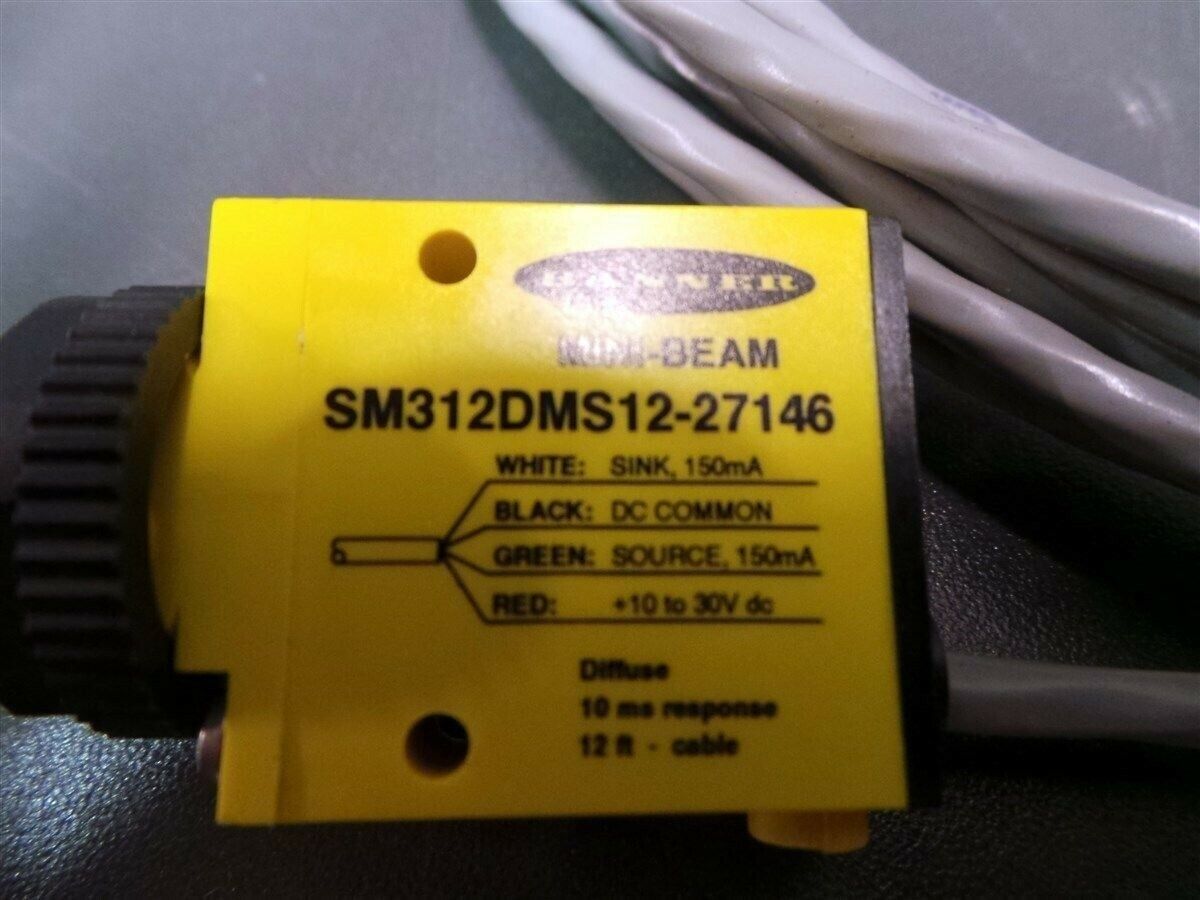 BANNER
MINI-BEAM
SM312DMS12-27146
WHITE: SINK, 150mA
BLACK: DC COMMON
GREEN: SOURCE, 150mA
RED: +10 to 30V dc
Diffuse
10 ms response
12 ft - cable